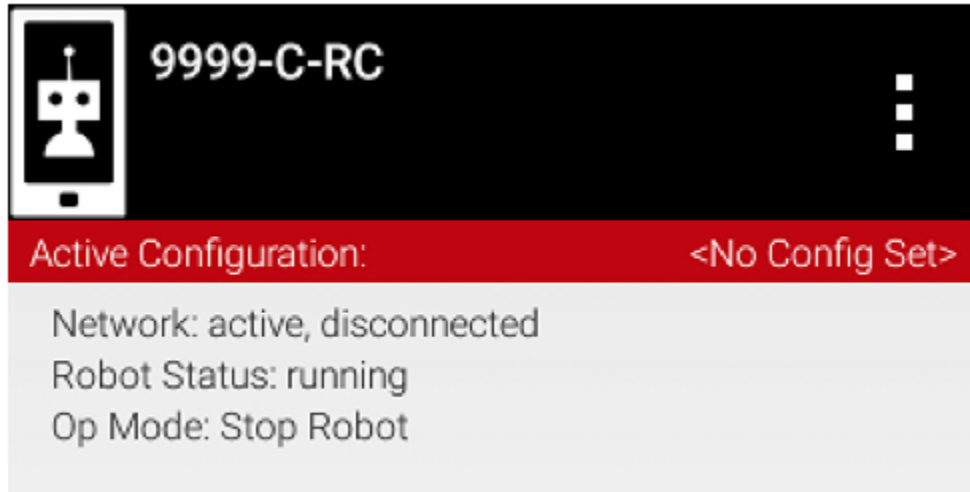 9999-C-RC
Active Configuration: <No Config Set>
Network: active, disconnected
Robot Status: running
Op Mode: Stop Robot